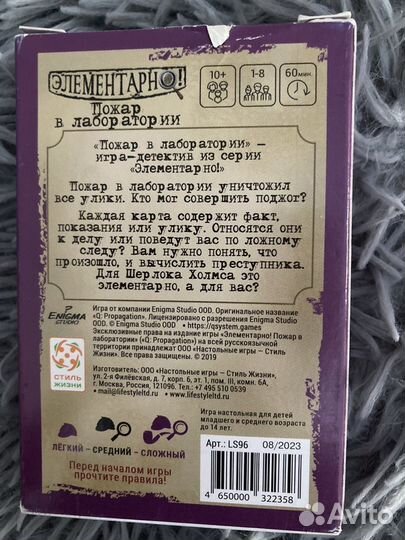 ЭЛЕМЕНТАРНО!
Пожар
в лаборатории
10+
1-8
60мин.
«Пожар в лаборатории» —
игра-детектив из серии
«Элементарно!»
Пожар в лаборатории уничтожил
все улики. Кто мог совершить поджог?
Каждая карта содержит факт,
показания или улику. Относятся они
к делу или поведут вас по ложному
следу? Вам нужно понять, что
произошло, и вычислить преступника.
Для Шерлока Холмса это
элементарно, а для вас?
ENIGMA
STUDIO
Игра от компании Enigma Studio OOD. Оригинальное название
«Q: Propagation». Лицензировано с разрешения Enigma Studio
OOD. © Enigma Studio OOD | https://qsystem.games
Эксклюзивные права на издание игры «Элементарно! Пожар в
лаборатории» («Q: Propagation») на всей русскоязычной
территории принадлежат ООО «Настольные игры — Стиль
Жизни». Все права защищены. © 2019
СТИЛЬ
ЖИЗНИ
Изготовитель: ООО «Настольные игры — Стиль Жизни»,
ул. 2-я Филёвская, д. 7, корп. 6, этаж 1, пом. III, комн. 6А,
г. Москва, Россия, 121096. Тел.: +7 495 510 0539
mail@lifestyleltd.ru www.lifestyleltd.ru
Игра настольная для детей
младшего и среднего возраста
до 14 лет.
ЛЁГКИЙ – СРЕДНИЙ – СЛОЖНЫЙ
Перед началом игры
прочтите правила!
Арт.: LS96
08/2023
4 650000 322358
Avito